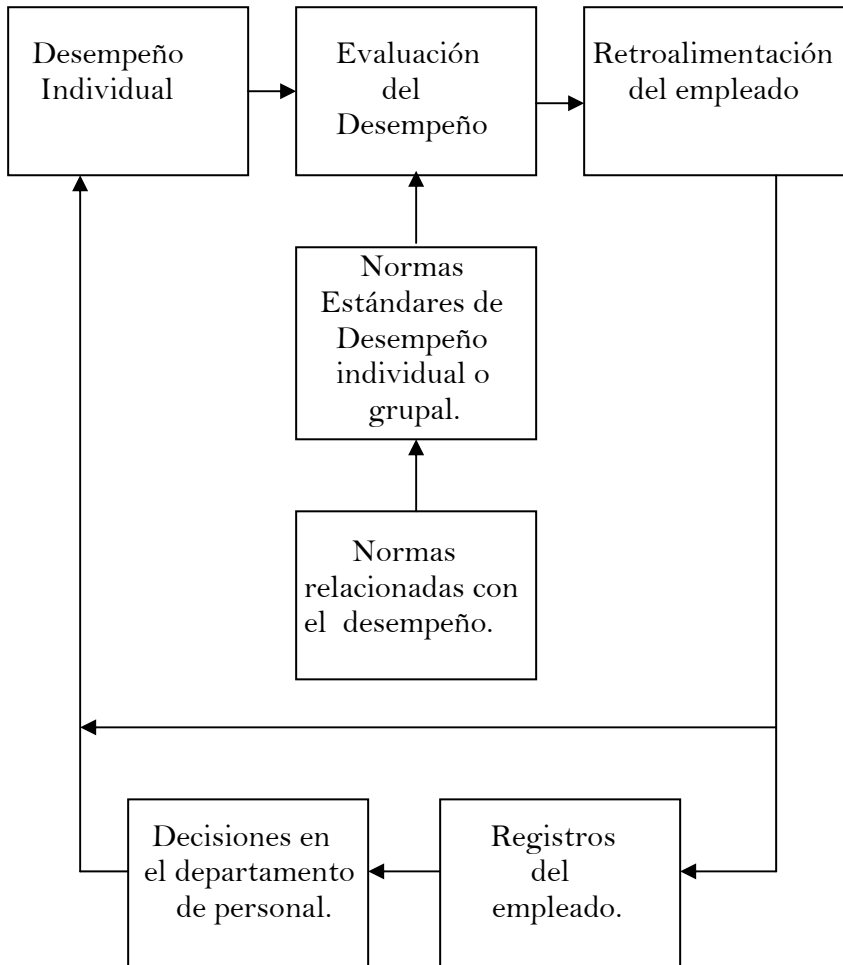 Desempeño
Individual
Evaluación
del
Desempeño
Retroalimentación
del empleado
Normas
Estándares de
Desempeño
individual o
grupal.
Normas
relacionadas con
el desempeño.
Decisiones en
el departamento
de personal.
Registros
del
empleado.